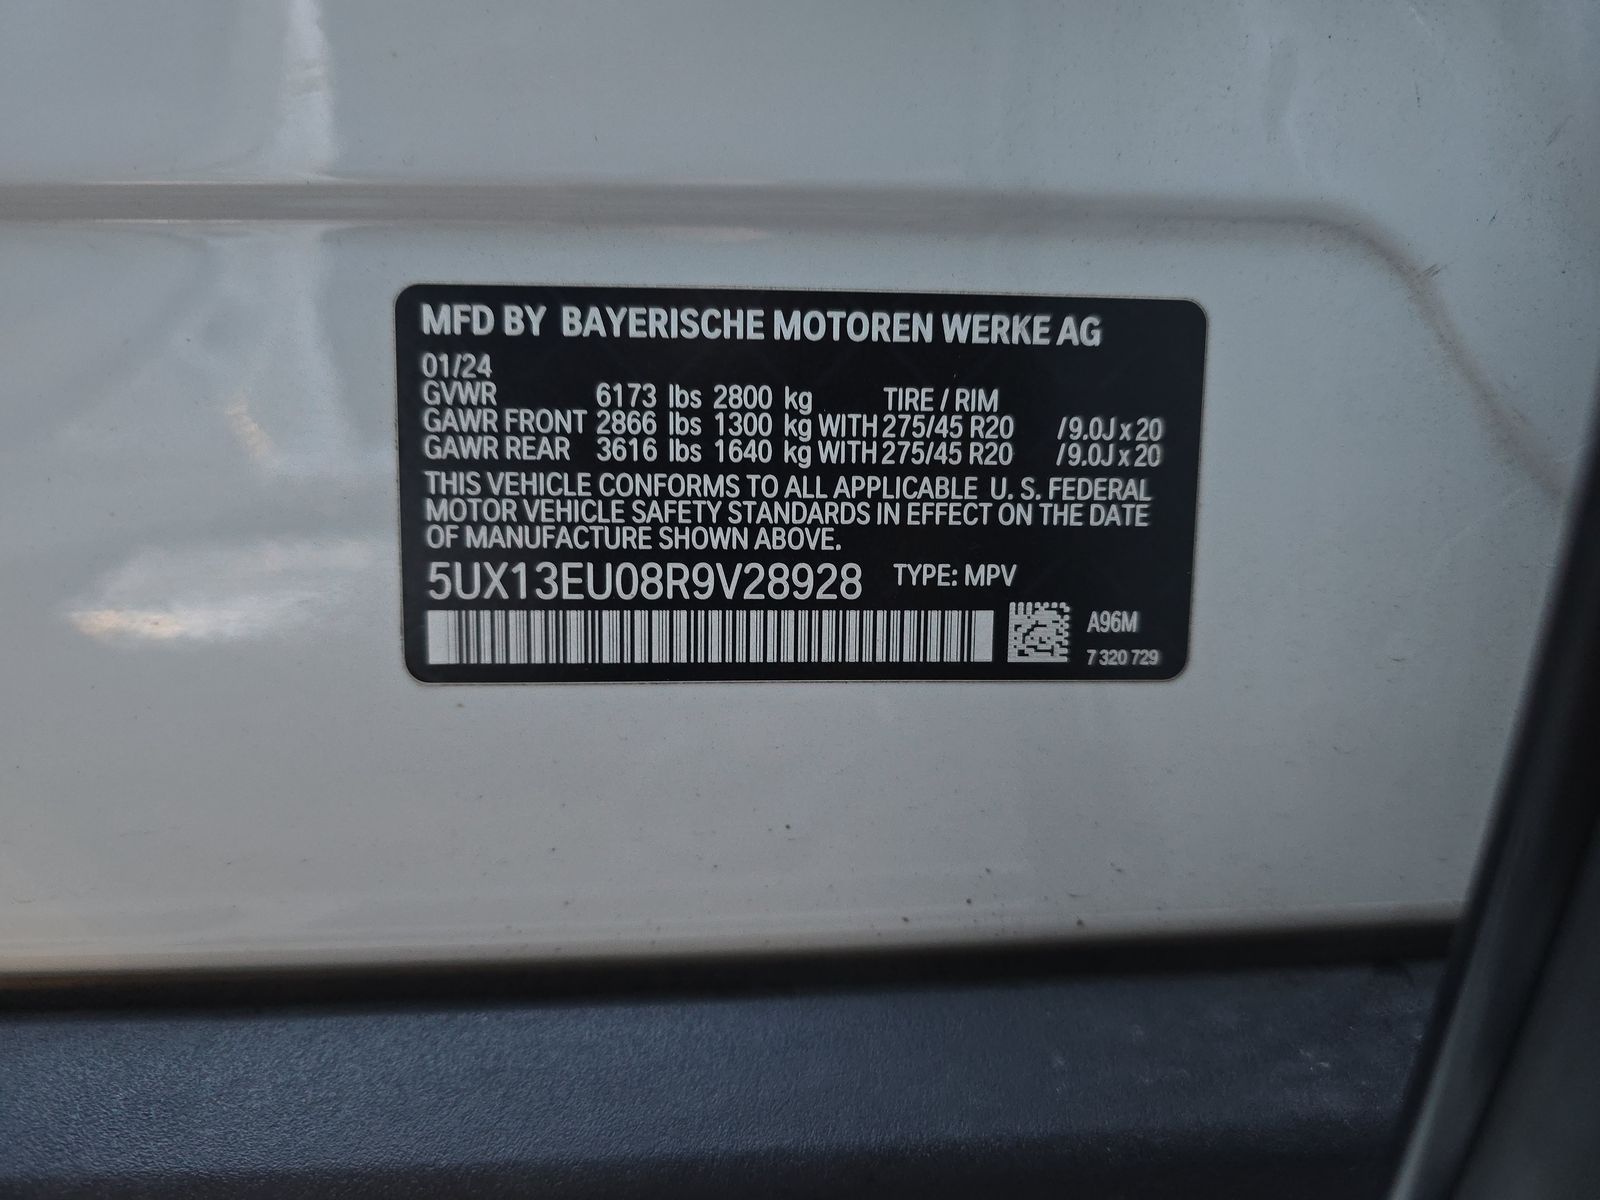 MFD BY BAYERISCHE MOTOREN WERKE AG
01/24
GVWR 6173 lbs 2800 kg TIRE / RIM
GAWR FRONT 2866 lbs 1300 kg WITH 275/45 R20 /9.0J x 20
GAWR REAR 3616 lbs 1640 kg WITH 275/45 R20 /9.0J x 20
THIS VEHICLE CONFORMS TO ALL APPLICABLE U. S. FEDERAL
MOTOR VEHICLE SAFETY STANDARDS IN EFFECT ON THE DATE
OF MANUFACTURE SHOWN ABOVE.
5UX13EU08R9V28928 TYPE: MPV
A96M
7 320 729